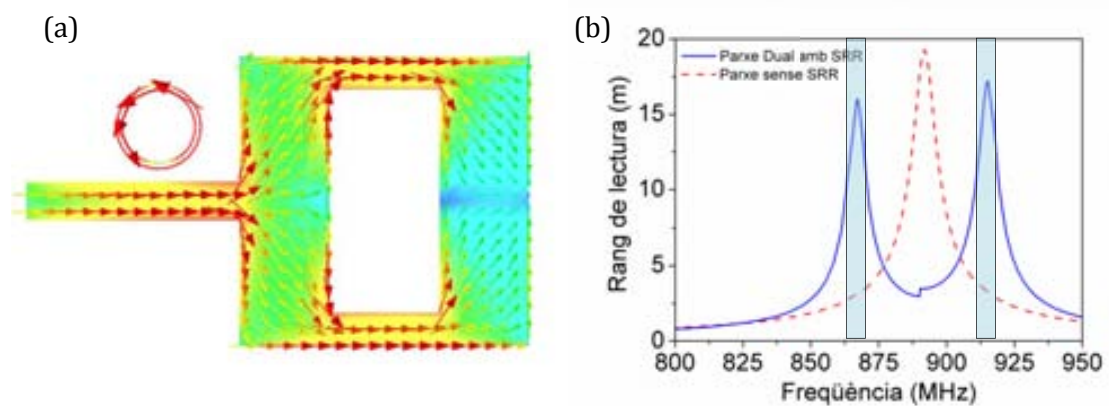 (a)
(b)
20
15
10
5
0
Parxe Dual amb SRR
Parxe sense SRR
Rang de lectura (m)
800 825 850 875 900 925 950
Freqüència (MHz)